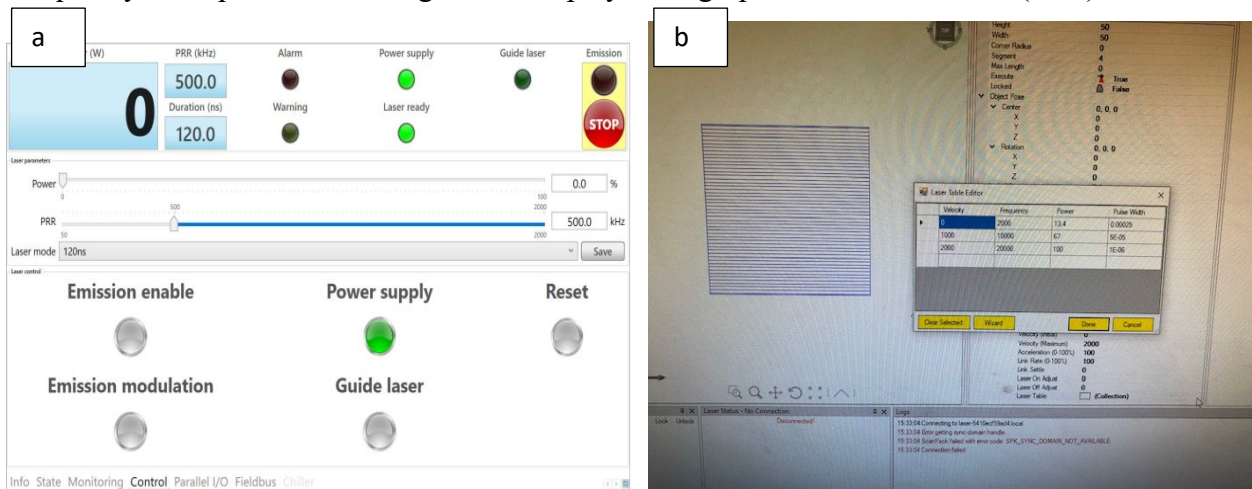 a
(W)
PRR (kHz)
Alarm
Power supply
Guide laser
Emission
0
500.0
Duration (ns)
Warning
Laser ready
120.0
STOP
Laser parameters
Power
0
100
0.0 %
500
2000
PRR
500.0 kHz
50
2000
Laser mode 120ns
Save
Laser control
Emission enable
Power supply
Reset
Emission modulation
Guide laser
Info State Monitoring Control Parallel I/O Fieldbus Chiller
b
TOP
Height 50
Width 50
Corner Radius 0
Segment 4
Max Length 0
Execute True
Locked False
Object Pose
Center 0, 0, 0
X 0
Y 0
Z 0
Rotation 0, 0, 0
X 0
Y 0
Z 0
Laser Table Editor
Velocity Frequency Power Pulse Width
0 2000 13.4 0.00025
1000 10000 67 5E-05
2000 20000 100 1E-06
Clear Selected Wizard Done Cancel
Velocity (Initial) 0
Velocity (Maximum) 2000
Acceleration (0-100%) 100
Link Rate (0-100%) 100
Link Settle 0
Laser On Adjust 0
Laser Off Adjust 0
Laser Table (Collection)
Lock Unlock
Laser Status - No Connection
Disconnected!
Logs
15:33:04 Connecting to laser-5410ecf59ad4.local
15:33:04 Error getting sync domain handle.
15:33:04 ScanPack failed with error code: SPK_SYNC_DOMAIN_NOT_AVAILABLE
15:33:04 Connection failed